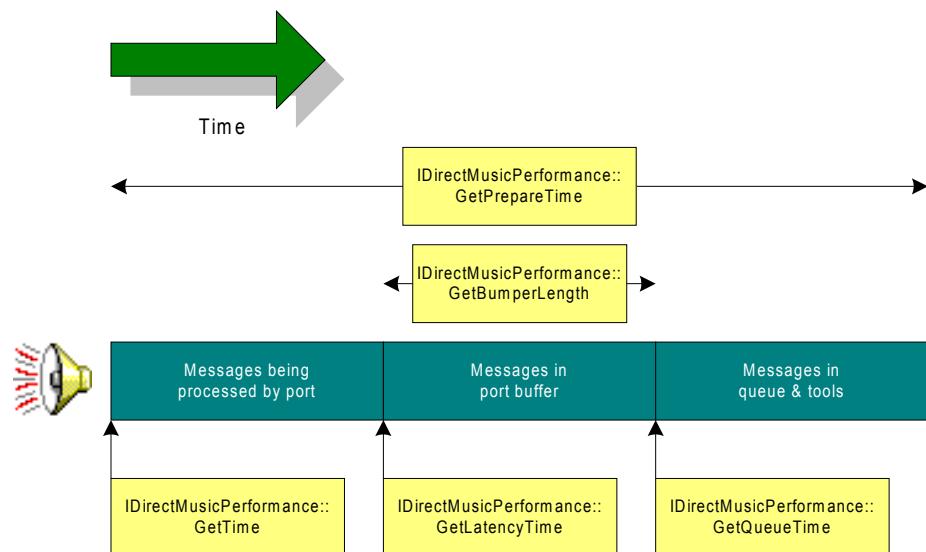 Time
IDirectMusicPerformance::
GetPrepareTime
IDirectMusicPerformance::
GetBumperLength
Messages being
processed by port
Messages in
port buffer
Messages in
queue & tools
IDirectMusicPerformance::
GetTime
IDirectMusicPerformance::
GetLatencyTime
IDirectMusicPerformance::
GetQueueTime